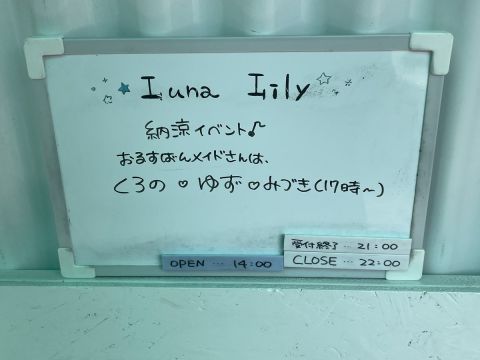 Luna Lily
納涼イベント♪
おるすばんメイドさんは、
くろの♡ゆず♡みづき(17時〜)
受付終了…21:00
OPEN … 14:00
CLOSE … 22:00